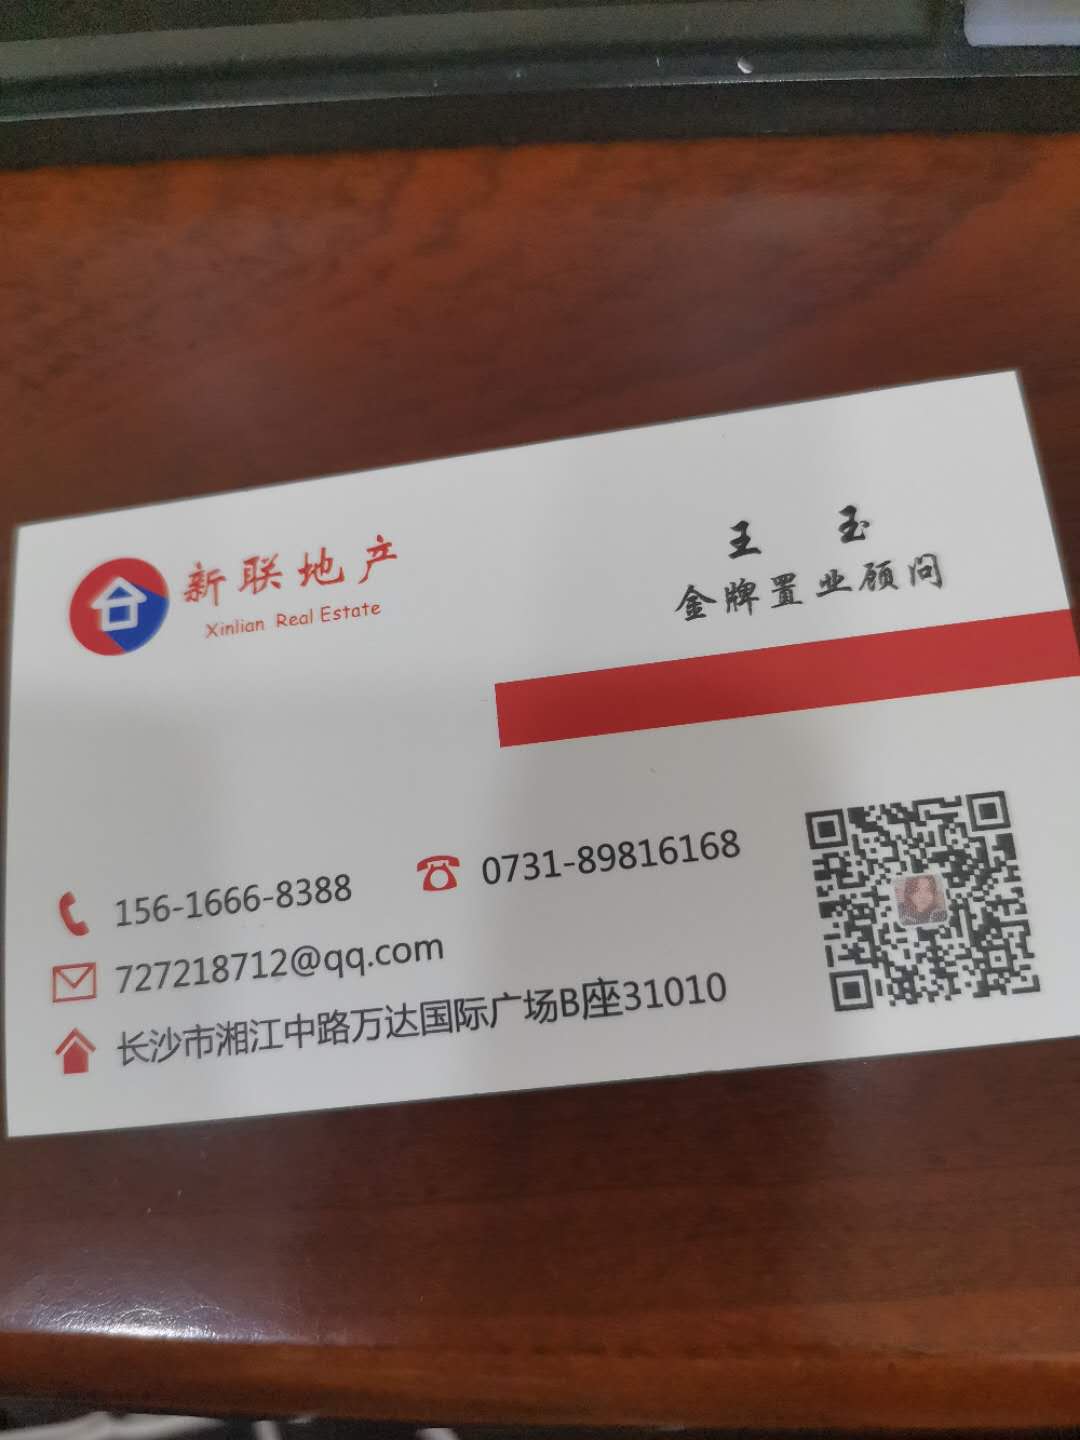 新联地产
Xinlian Real Estate
王 玉
金牌置业顾问
156-1666-8388
0731-89816168
727218712@qq.com
长沙市湘江中路万达国际广场B座31010